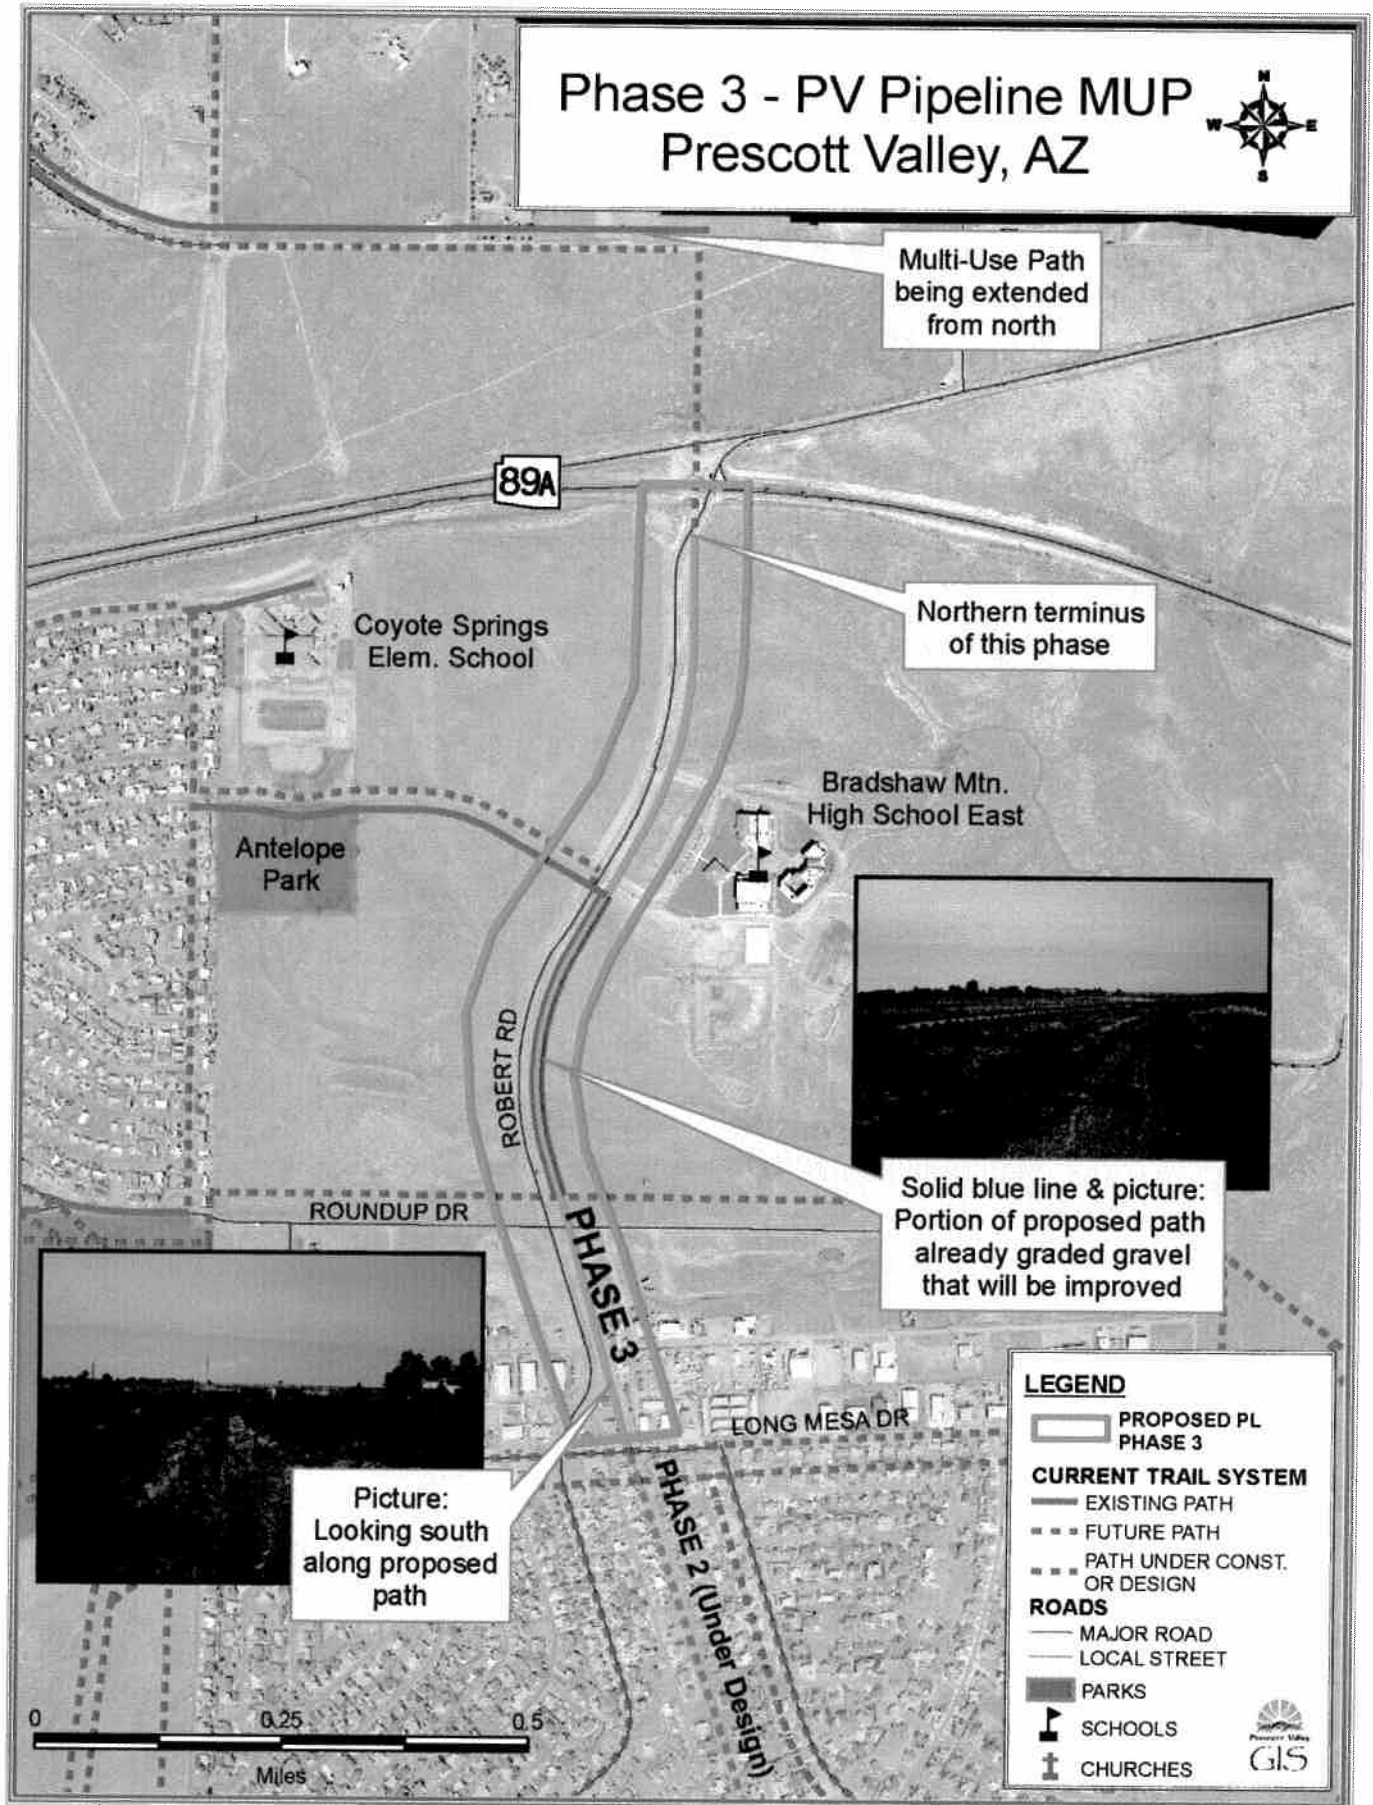 Phase 3 - PV Pipeline MUP
Prescott Valley, AZ
N
W
E
S
Multi-Use Path
being extended
from north
89A
Northern terminus
of this phase
Coyote Springs
Elem. School
Bradshaw Mtn.
High School East
Antelope
Park
ROBERT RD
Solid blue line & picture:
Portion of proposed path
already graded gravel
that will be improved
ROUNDUP DR
PHASE 3
LONG MESA DR
PHASE 2 (Under Design)
Picture:
Looking south
along proposed
path
LEGEND
PROPOSED PL
PHASE 3
CURRENT TRAIL SYSTEM
EXISTING PATH
FUTURE PATH
PATH UNDER CONST.
OR DESIGN
ROADS
MAJOR ROAD
LOCAL STREET
PARKS
SCHOOLS
CHURCHES
Prescott Valley
GIS
0 0.25 0.5
Miles